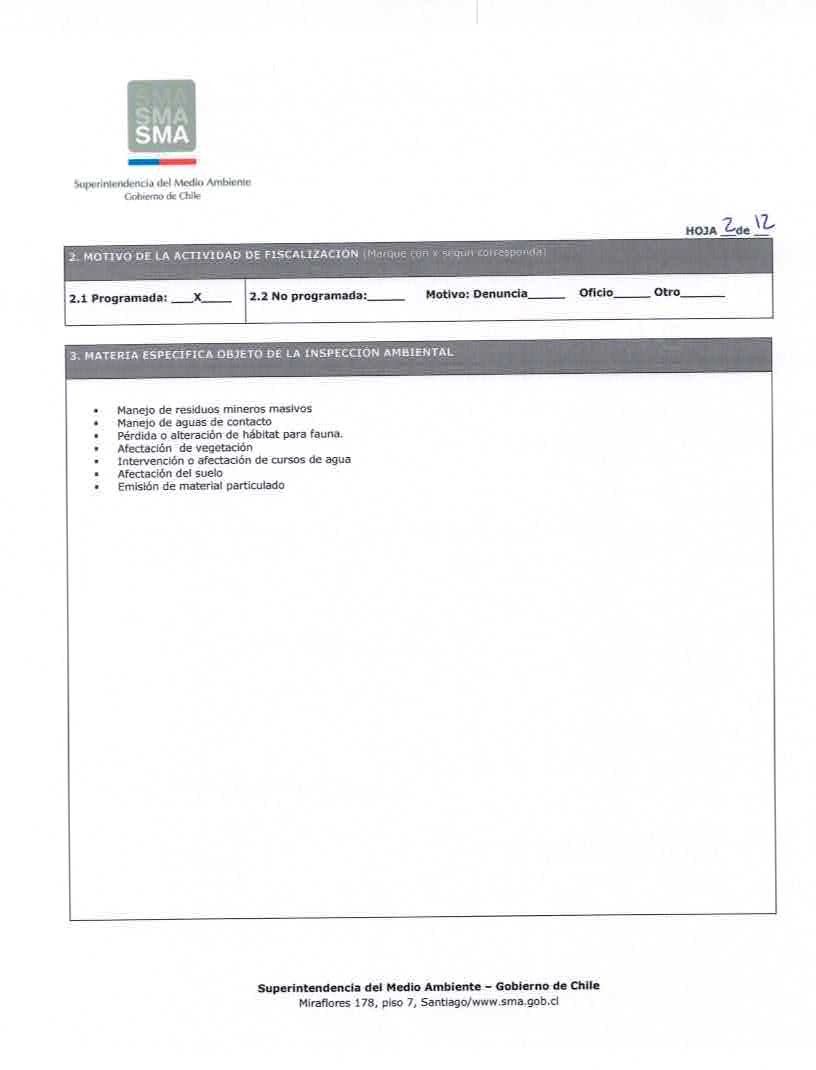 SMA
SMA
SMA
Superintendencia del Medio Ambiente
Gobierno de Chile
HOJA 2 de 12
2. MOTIVO DE LA ACTIVIDAD DE FISCALIZACIÓN (Marque con x según corresponda)
2.1 Programada: ___X____ 2.2 No programada:_____ Motivo: Denuncia_____ Oficio_____ Otro______
3. MATERIA ESPECÍFICA OBJETO DE LA INSPECCIÓN AMBIENTAL
• Manejo de residuos mineros masivos
• Manejo de aguas de contacto
• Pérdida o alteración de hábitat para fauna.
• Afectación de vegetación
• Intervención o afectación de cursos de agua
• Afectación del suelo
• Emisión de material particulado
Superintendencia del Medio Ambiente – Gobierno de Chile
Miraflores 178, piso 7, Santiago/www.sma.gob.cl